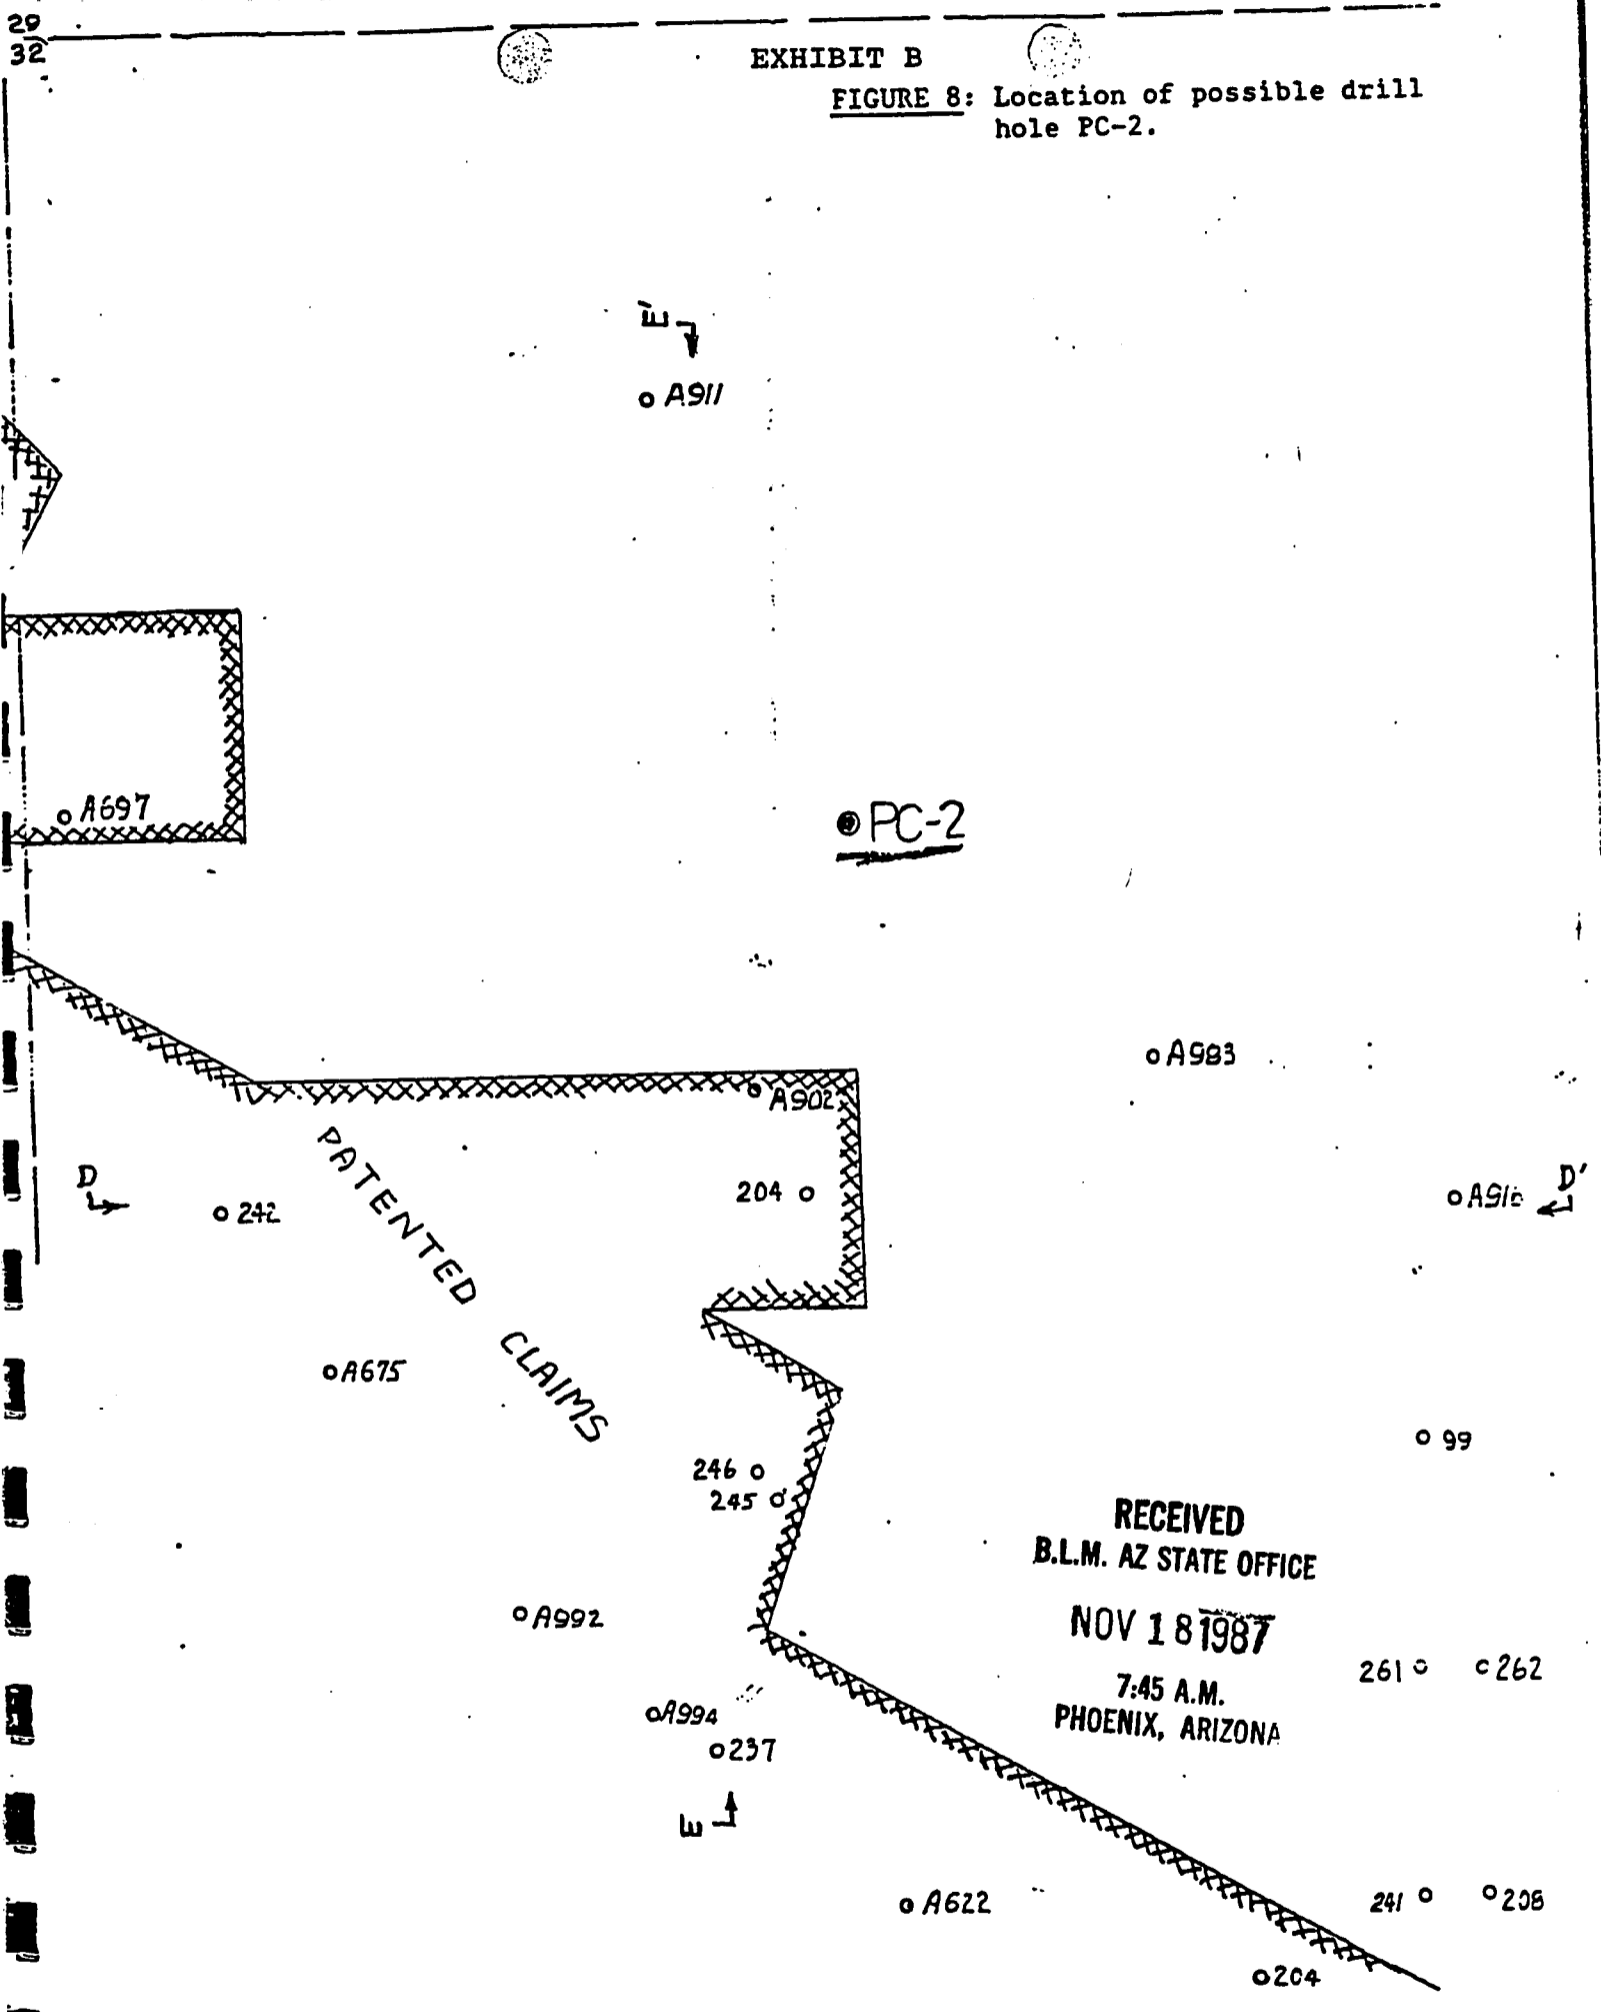 29
32
EXHIBIT B
FIGURE 8: Location of possible drill
hole PC-2.
E'
A911
A697
PC-2
A983
A902
D
242
204
D'
PATENTED CLAIMS
A675
99
246
245
RECEIVED
B.L.M. AZ STATE OFFICE
NOV 18 1987
7:45 A.M.
PHOENIX, ARIZONA
A992
261
262
A994
237
E
A622
241
204